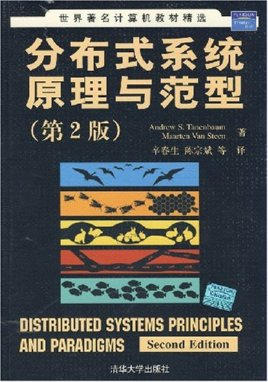 世界著名计算机教材精选
PEARSON
分布式系统
原理与范型
(第2版)
Andrew S. Tanenbaum
Maarten Van Steen 著
辛春生 陈宗斌 等 译
DISTRIBUTED SYSTEMS PRINCIPLES
AND PARADIGMS Second Edition
清华大学出版社